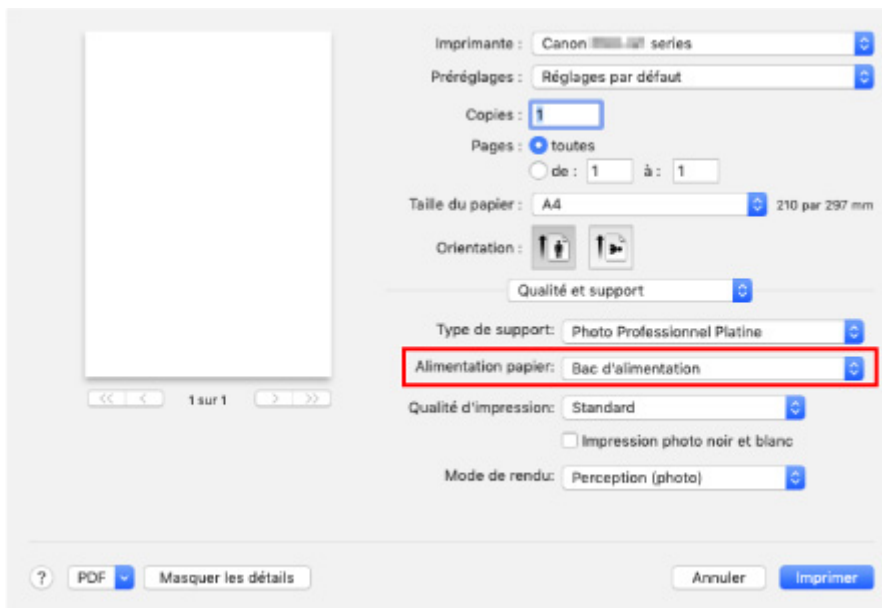 Imprimante : Canon series
Préréglages : Réglages par défaut
Copies : 1
Pages : toutes
de : 1 à : 1
Taille du papier : A4 210 par 297 mm
Orientation :
Qualité et support
Type de support: Photo Professionnel Platine
Alimentation papier: Bac d'alimentation
<< < 1 sur 1 > >>
Qualité d'impression: Standard
Impression photo noir et blanc
Mode de rendu: Perception (photo)
? PDF Masquer les détails Annuler Imprimer